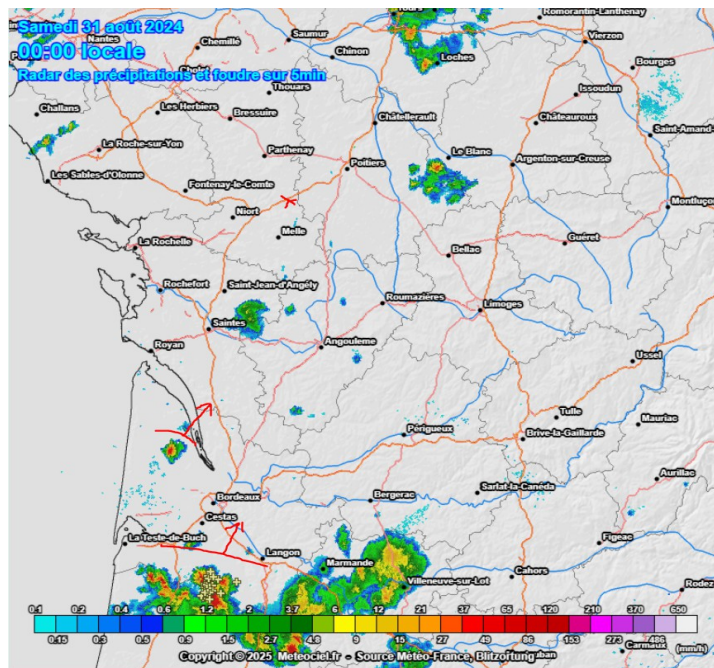 Samedi 31 août 2024
00:00 locale
Radar des précipitations et foudre sur 5min
Tours
Romorantin-Lanthenay
Saumur
Vierzon
Nantes
Chemillé
Chinon
Loches
Bourges
Cholet
Thouars
Issoudun
Challans
Les Herbiers
Bressuire
Châtellerault
Châteauroux
Saint-Amand-
La Roche-sur-Yon
Parthenay
Le Blanc
Argenton-sur-Creuse
Les Sables-d'Olonne
Poitiers
Fontenay-le-Comte
Montluçon
Niort
Melle
La Rochelle
Bellac
Guéret
Rochefort
Saint-Jean-d'Angély
Roumazières
Limoges
Saintes
Royan
Angouleme
Ussel
Tulle
Mauriac
Périgueux
Brive-la-Gaillarde
Aurillac
Bordeaux
Bergerac
Sarlat-la-Canéda
Cestas
La Teste-de-Buch
Langon
Figeac
Marmande
Villeneuve-sur-Lot
Cahors
Rodez
0.1 0.2 0.4 0.6 1.2 2 3.7 6 12 21 37 65 120 210 370 650
0.15 0.3 0.5 0.9 1.5 2.7 4.8 9 15 27 49 86 153 273 486 (mm/h)
Copyright © 2025 Meteociel.fr - Source Météo-France, Blitzortung
uban
Carmaux